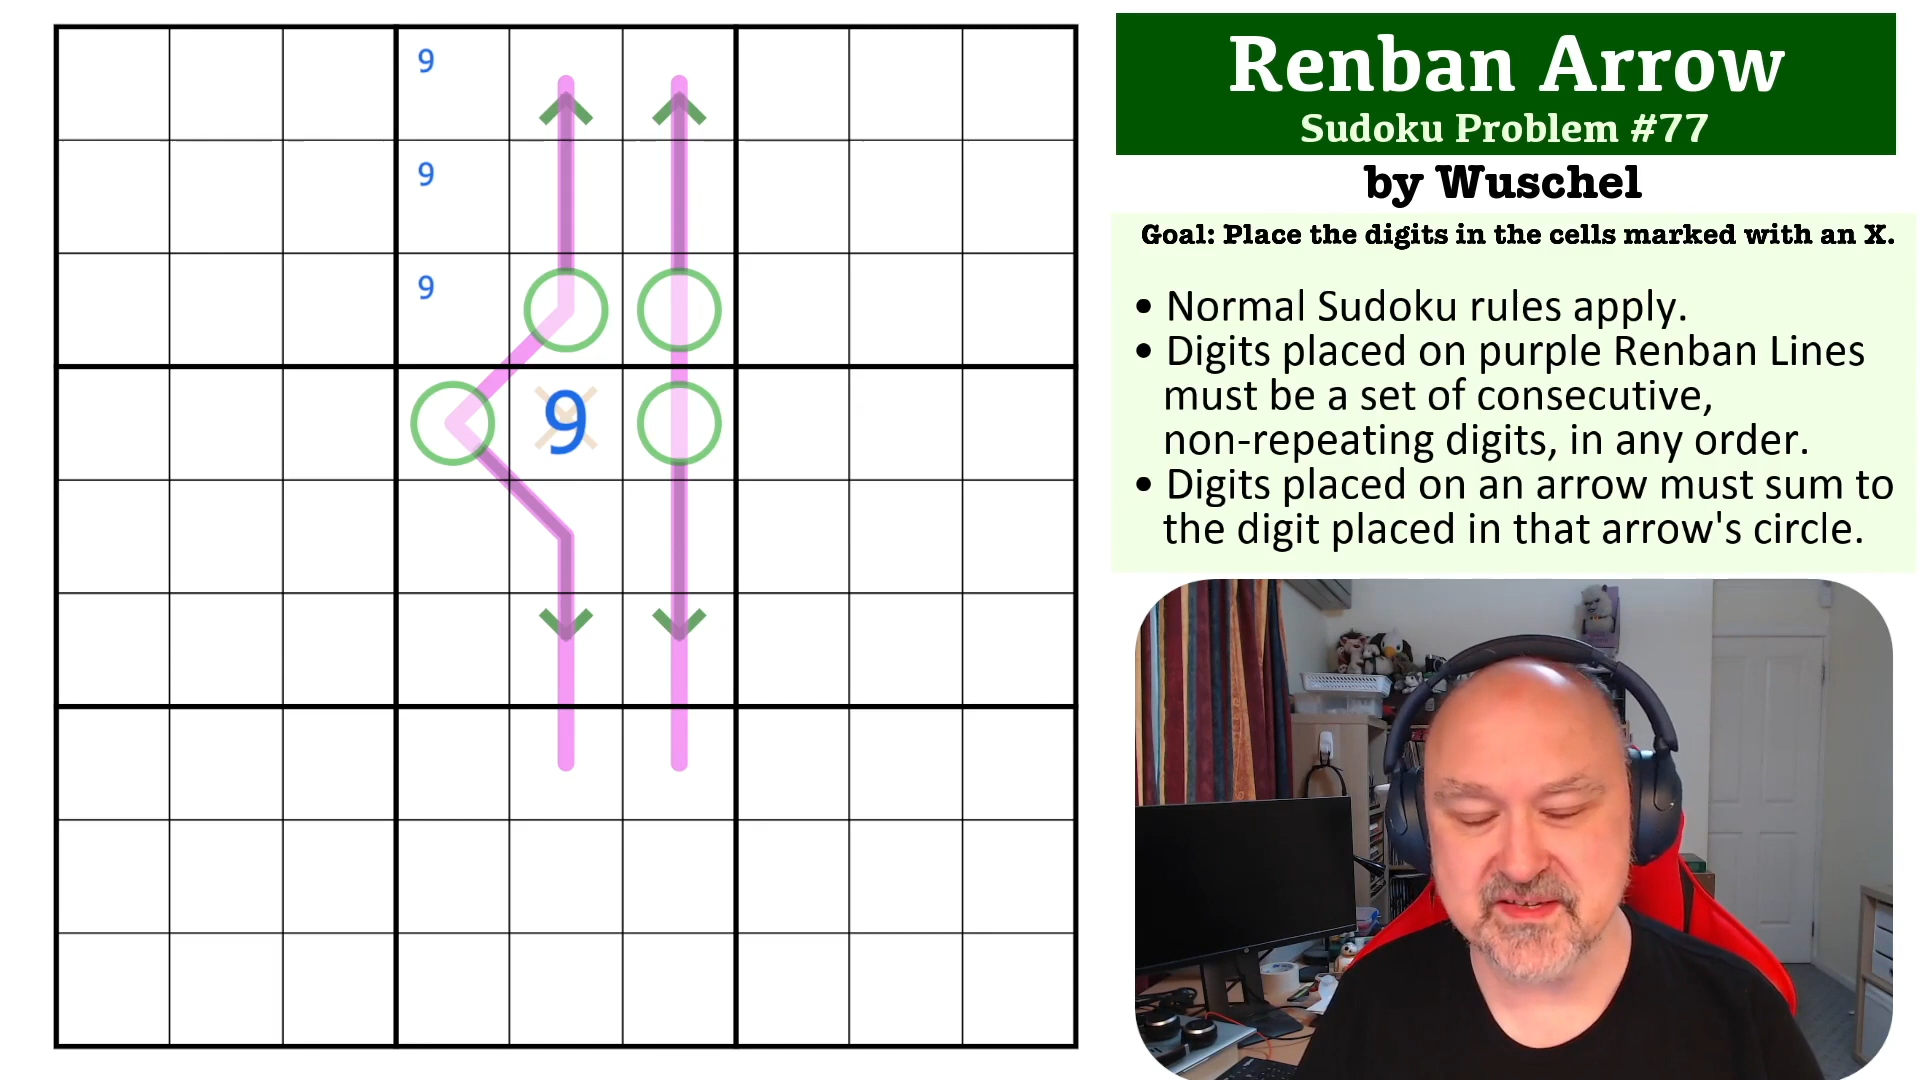 Renban Arrow
Sudoku Problem #77
by Wuschel
Goal: Place the digits in the cells marked with an X.
• Normal Sudoku rules apply.
• Digits placed on purple Renban Lines
must be a set of consecutive,
non-repeating digits, in any order.
• Digits placed on an arrow must sum to
the digit placed in that arrow's circle.
9
9
9
9